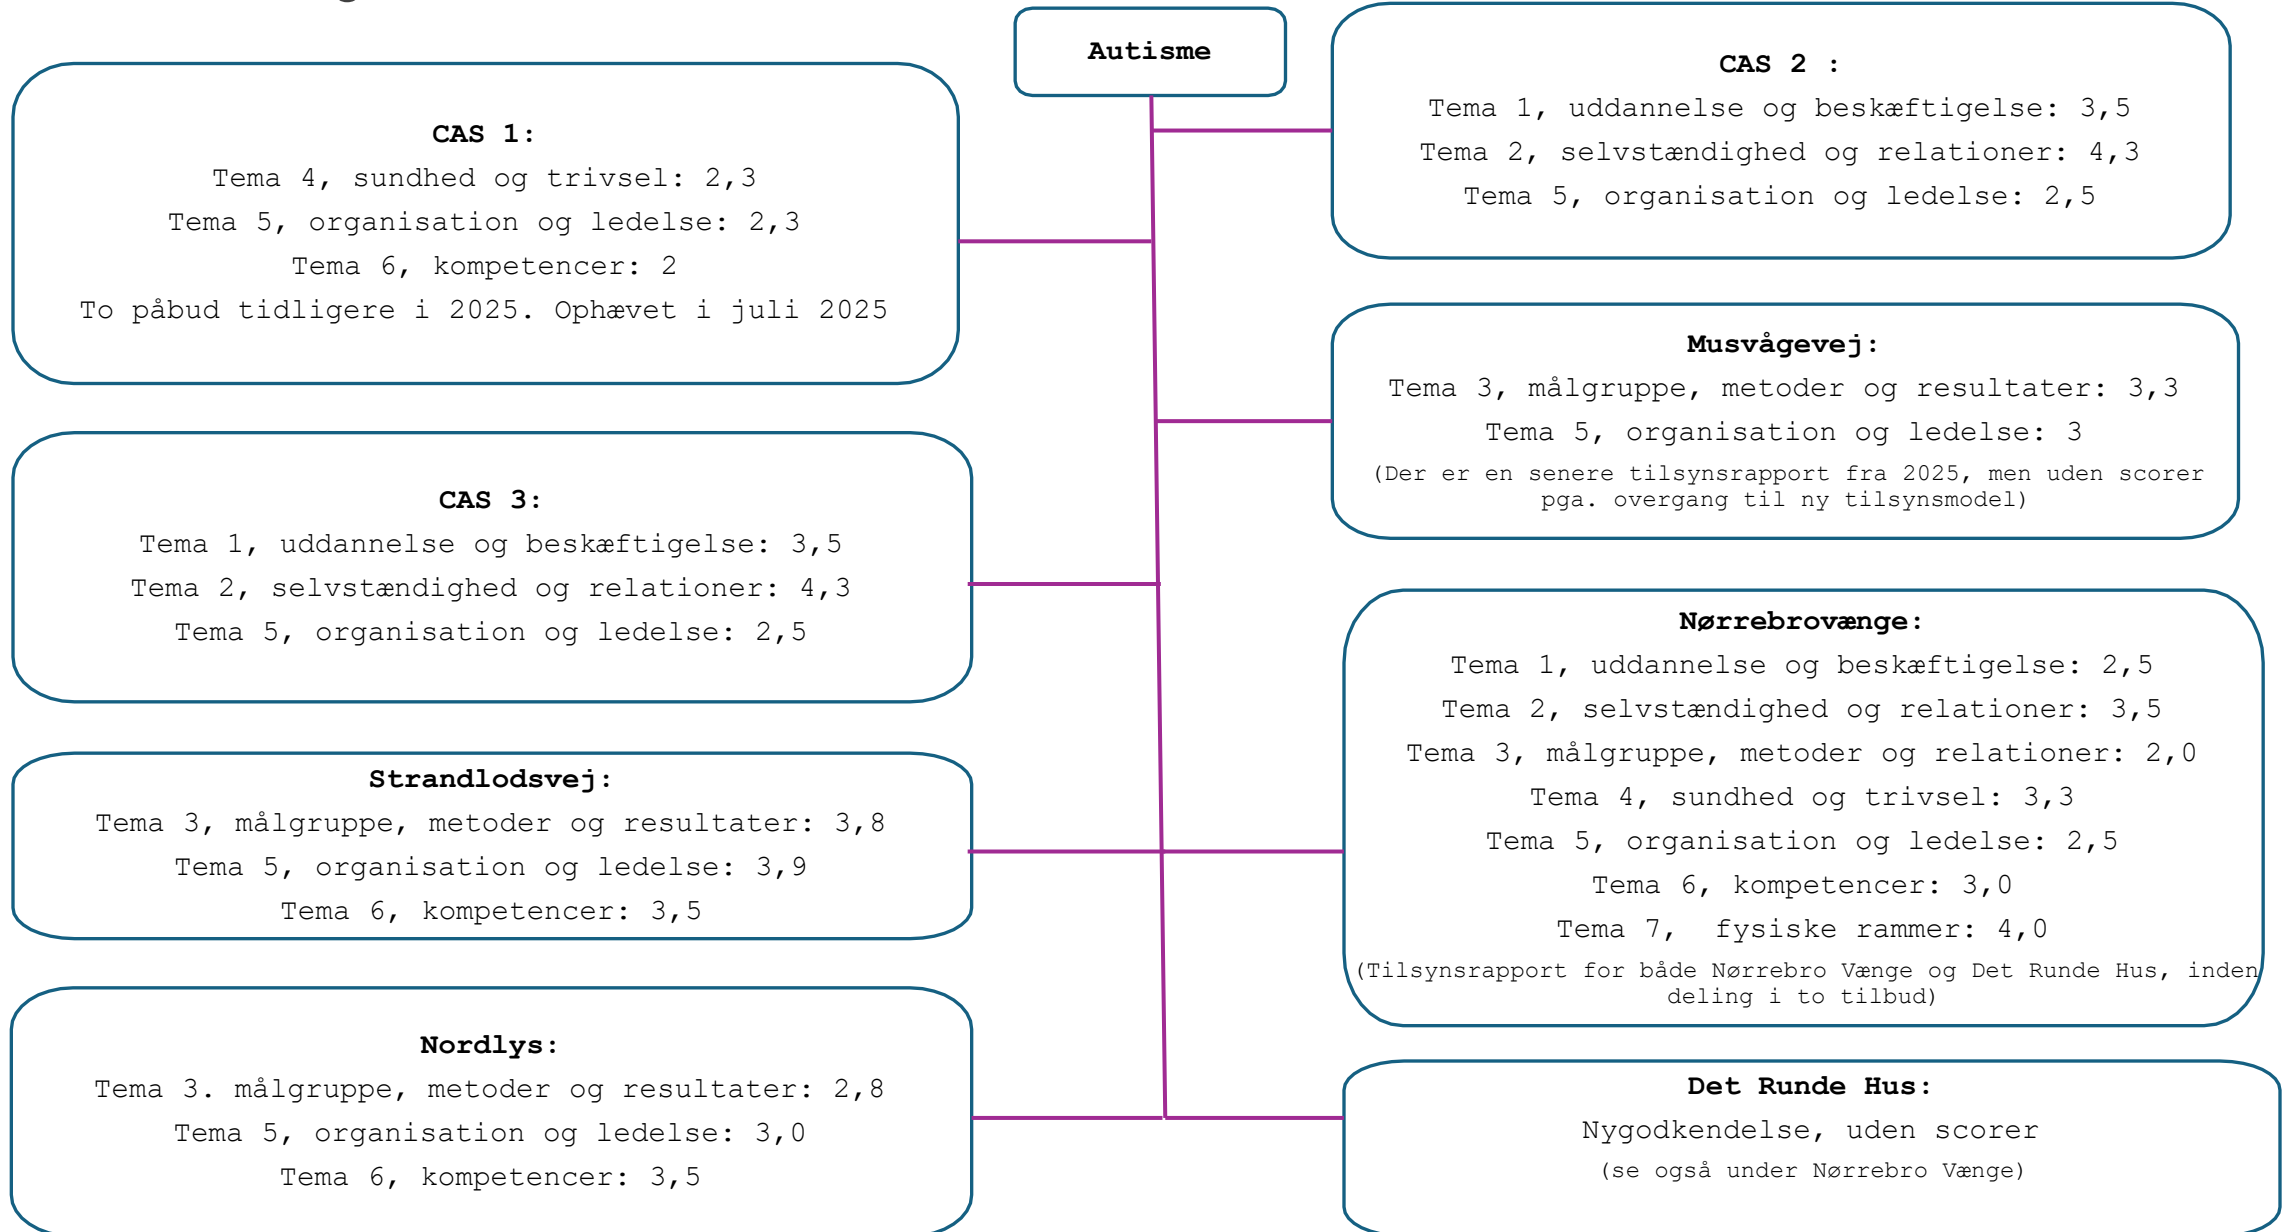 Autisme
CAS 1:
Tema 4, sundhed og trivsel: 2,3
Tema 5, organisation og ledelse: 2,3
Tema 6, kompetencer: 2
To påbud tidligere i 2025. Ophævet i juli 2025
CAS 2 :
Tema 1, uddannelse og beskæftigelse: 3,5
Tema 2, selvstændighed og relationer: 4,3
Tema 5, organisation og ledelse: 2,5
Musvågevej:
Tema 3, målgruppe, metoder og resultater: 3,3
Tema 5, organisation og ledelse: 3
(Der er en senere tilsynsrapport fra 2025, men uden scorer
pga. overgang til ny tilsynsmodel)
CAS 3:
Tema 1, uddannelse og beskæftigelse: 3,5
Tema 2, selvstændighed og relationer: 4,3
Tema 5, organisation og ledelse: 2,5
Nørrebrovænge:
Tema 1, uddannelse og beskæftigelse: 2,5
Tema 2, selvstændighed og relationer: 3,5
Tema 3, målgruppe, metoder og relationer: 2,0
Tema 4, sundhed og trivsel: 3,3
Tema 5, organisation og ledelse: 2,5
Tema 6, kompetencer: 3,0
Tema 7,  fysiske rammer: 4,0
(Tilsynsrapport for både Nørrebro Vænge og Det Runde Hus, inden
deling i to tilbud)
Strandlodsvej:
Tema 3, målgruppe, metoder og resultater: 3,8
Tema 5, organisation og ledelse: 3,9
Tema 6, kompetencer: 3,5
Nordlys:
Tema 3. målgruppe, metoder og resultater: 2,8
Tema 5, organisation og ledelse: 3,0
Tema 6, kompetencer: 3,5
Det Runde Hus:
Nygodkendelse, uden scorer
(se også under Nørrebro Vænge)